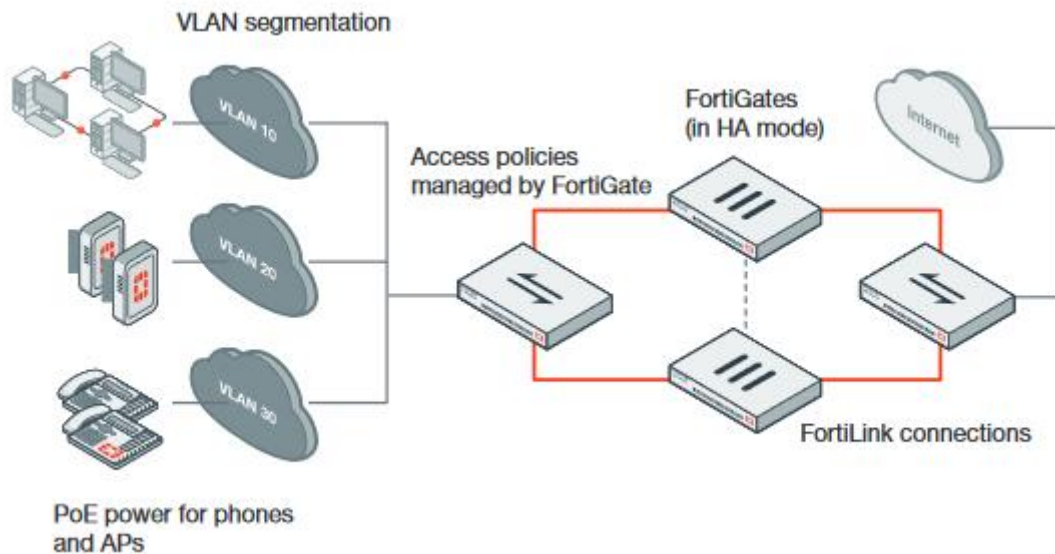 VLAN segmentation
VLAN 10
VLAN 20
VLAN 30
PoE power for phones
and APs
Access policies
managed by FortiGate
FortiGates
(in HA mode)
Internet
FortiLink connections